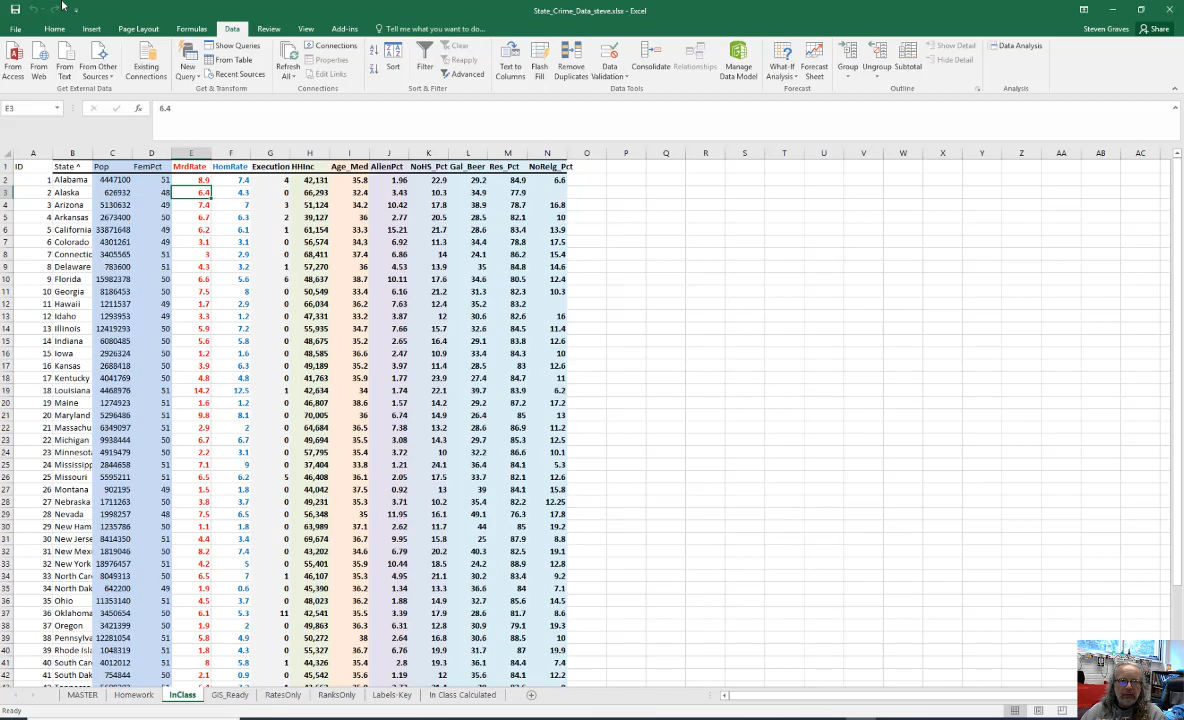 State_Crime_Data_steve.xlsx - Excel
File Home Insert Page Layout Formulas Data Review View Add-ins Tell me what you want to do... Steven Graves Share
From Access From Web From Text From Other Sources Existing Connections New Query Show Queries From Table Recent Sources Refresh All Connections Properties Edit Links Sort Filter Clear Reapply Advanced Text to Columns Flash Fill Remove Duplicates Data Validation Consolidate Relationships Manage Data Model What-If Analysis Forecast Sheet Group Ungroup Subtotal Show Detail Hide Detail Data Analysis
Get External Data Get & Transform Connections Sort & Filter Data Tools Forecast Outline Analysis
E3 fx 6.4
A B C D E F G H I J K L M N O P Q R S T U V W X Y Z AA AB AC
1 ID State ^ Pop FemPct MrdRate HomRate Execution HHInc Age_Med AlienPct NoHS_Pct Gal_Beer Res_Pct NoRelg_Pct
2 1 Alabama 4447100 51 8.9 7.4 4 42,131 35.8 1.96 22.9 29.2 84.9 6.6
3 2 Alaska 626932 48 6.4 4.3 0 66,293 32.4 3.43 10.3 34.9 77.9
4 3 Arizona 5130632 49 7.4 7 3 51,124 34.2 10.42 17.8 38.9 78.7 16.8
5 4 Arkansas 2673400 50 6.7 6.3 2 39,127 36 2.77 20.5 28.1 82.1 10
6 5 California 33871648 49 6.2 6.1 1 61,154 33.3 15.21 21.7 28.6 83.4 13.9
7 6 Colorado 4301261 49 3.1 3.1 0 56,574 34.3 6.92 11.3 34.4 78.8 17.5
8 7 Connectic 3405565 51 3 2.9 0 68,411 37.4 6.86 14 24.1 86.2 15.4
9 8 Delaware 783600 51 4.3 3.2 1 57,270 36 4.53 13.9 35 84.8 14.6
10 9 Florida 15982378 50 6.6 5.6 6 48,637 38.7 10.11 17.6 34.6 80.5 12.4
11 10 Georgia 8186453 50 7.5 8 0 50,549 33.4 6.16 21.2 31.3 82.3 10.3
12 11 Hawaii 1211537 49 1.7 2.9 0 66,034 36.2 7.63 12.4 35.2 83.2
13 12 Idaho 1293953 49 3.3 1.2 0 47,331 33.2 3.87 12 30.6 82.8 16
14 13 Illinois 12419293 50 5.9 7.2 0 55,935 34.7 7.66 15.7 32.6 84.5 11.4
15 14 Indiana 6080485 50 5.6 5.8 0 48,675 35.2 2.65 16.4 29.1 83.8 12.6
16 15 Iowa 2926324 50 1.2 1.6 0 48,585 36.6 2.47 10.9 33.4 84.3 10
17 16 Kansas 2688418 50 3.9 6.3 0 49,189 35.2 3.97 11.4 28.5 83 12.6
18 17 Kentucky 4041769 50 4.8 4.8 0 41,763 35.9 1.77 23.9 27.4 84.7 11
19 18 Louisiana 4468976 51 14.2 12.5 1 42,634 34 1.74 22.1 39.7 83.9 6.2
20 19 Maine 1274923 51 1.6 1.2 0 46,807 38.6 1.57 14.2 29.2 87.2 17.2
21 20 Maryland 5296486 51 9.8 8.1 0 70,005 36 6.74 14.9 26.4 85 13
22 21 Massachus 6349097 51 2.9 2 0 64,684 36.5 7.38 13.2 28.6 86.9 11.2
23 22 Michigan 9938444 50 6.7 6.7 0 49,694 35.5 3.08 14.3 29.7 85.3 12.5
24 23 Minnesota 4919479 50 2.2 3.1 0 57,795 35.4 3.72 10 32.8 86.6 10.1
25 24 Mississipp 2844658 51 7.1 9 0 37,404 33.8 1.21 24.1 36.4 84.1 5.3
26 25 Missouri 5595211 51 6.5 6.2 5 46,408 36.1 2.05 17.5 33.7 82.1 12.6
27 26 Montana 902195 49 1.5 1.8 0 44,042 37.5 0.92 13 39 84.1 15.8
28 27 Nebraska 1711263 50 3.8 3.7 0 49,231 35.3 3.71 10.2 35.4 84.2 12.25
29 28 Nevada 1998257 48 7.5 6.5 0 56,348 35 11.95 16.1 49.1 76.3 17.8
30 29 New Ham 1235786 50 1.1 1.8 0 63,989 37.1 2.62 11.7 44 85 19.2
31 30 New Jerse 8414350 51 4.4 3.4 0 69,674 36.7 9.95 15.8 25 87.9 8.8
32 31 New Mex 1819046 50 8.2 7.4 0 43,202 34.6 6.79 20.2 40.3 82.5 19.1
33 32 New York 18976457 51 4.2 5 0 55,401 35.9 10.44 18.5 24.2 88.9 12.8
34 33 North Car 8049313 50 6.5 7 1 46,107 35.3 4.95 21.1 30.2 83.4 9.2
35 34 North Dak 642200 49 1.9 0.6 0 45,390 36.2 1.34 13.3 36.6 84 7.1
36 35 Ohio 11353140 51 4.5 3.7 0 48,023 36.2 1.88 14.9 32.7 85.6 14.5
37 36 Oklahoma 3450654 50 6.1 5.3 11 42,541 35.5 3.39 17.9 28.7 81.7 8.6
38 37 Oregon 3421399 50 1.9 2 0 49,863 36.3 6.31 12.8 30.9 79.1 19.3
39 38 Pennsylva 12281054 51 5.8 4.9 0 50,272 38 2.64 16.8 30.6 88.5 10
40 39 Rhode Isl 1048319 51 1.8 4.3 0 55,327 36.7 6.76 19.9 31.7 87 19.9
41 40 South Car 4012012 51 8 5.8 1 44,326 35.4 2.8 19.3 36.1 84.4 7.4
42 41 South Dak 754844 50 2.1 0.9 0 45,043 35.6 1.19 12 36 84.3
MASTER Homework InClass GIS_Ready RatesOnly RanksOnly Labels-Key In Class Calculated
Ready